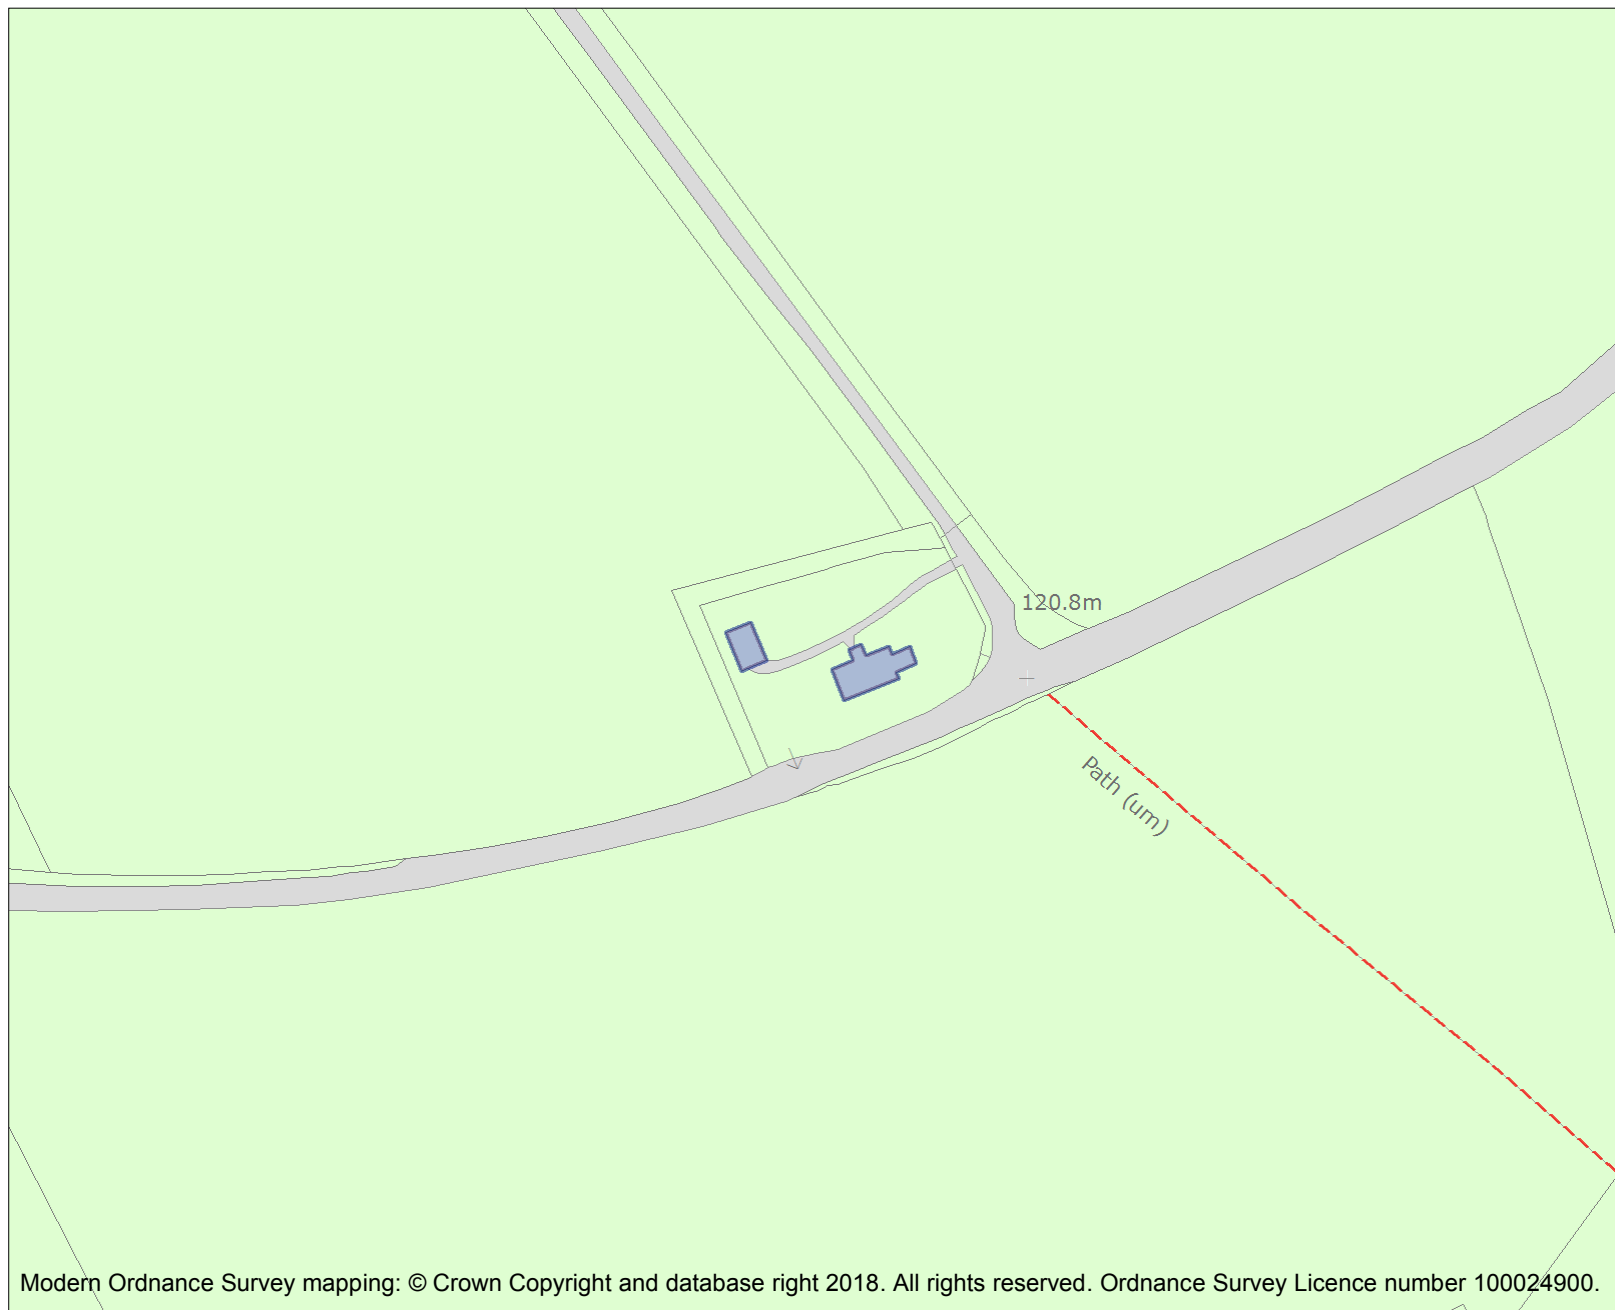 120.8m
Path (um)
Modern Ordnance Survey mapping: © Crown Copyright and database right 2018. All rights reserved. Ordnance Survey Licence number 100024900.